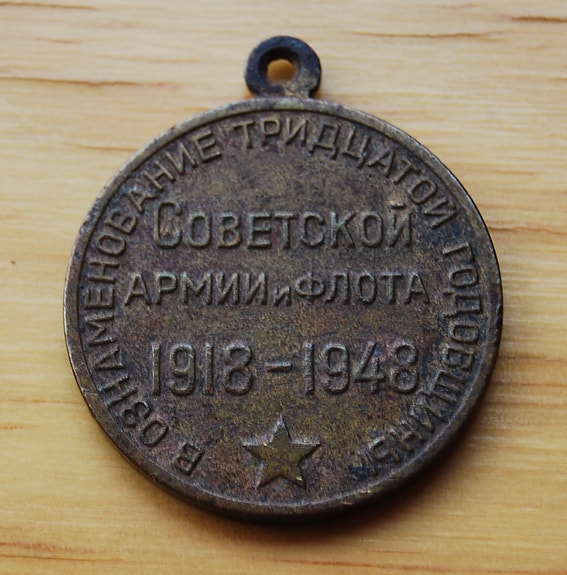 В ОЗНАМЕНОВАНИЕ ТРИДЦАТОЙ ГОДОВЩИНЫ
СОВЕТСКОЙ
АРМИИ и ФЛОТА
1918-1948